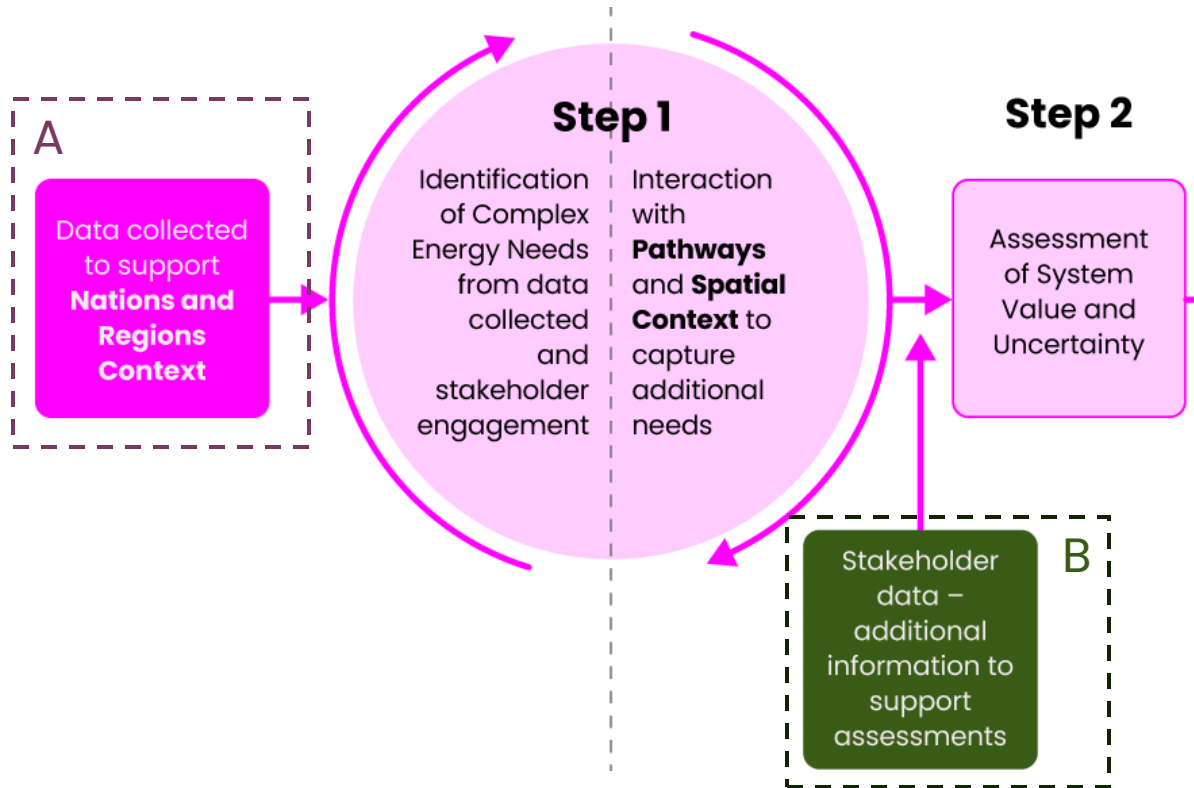 A
Data collected
to support
Nations and
Regions
Context
Step 1
Identification
of Complex
Energy Needs
from data
collected
and
stakeholder
engagement
Interaction
with
Pathways
and Spatial
Context to
capture
additional
needs
Step 2
Assessment
of System
Value and
Uncertainty
B
Stakeholder
data –
additional
information to
support
assessments